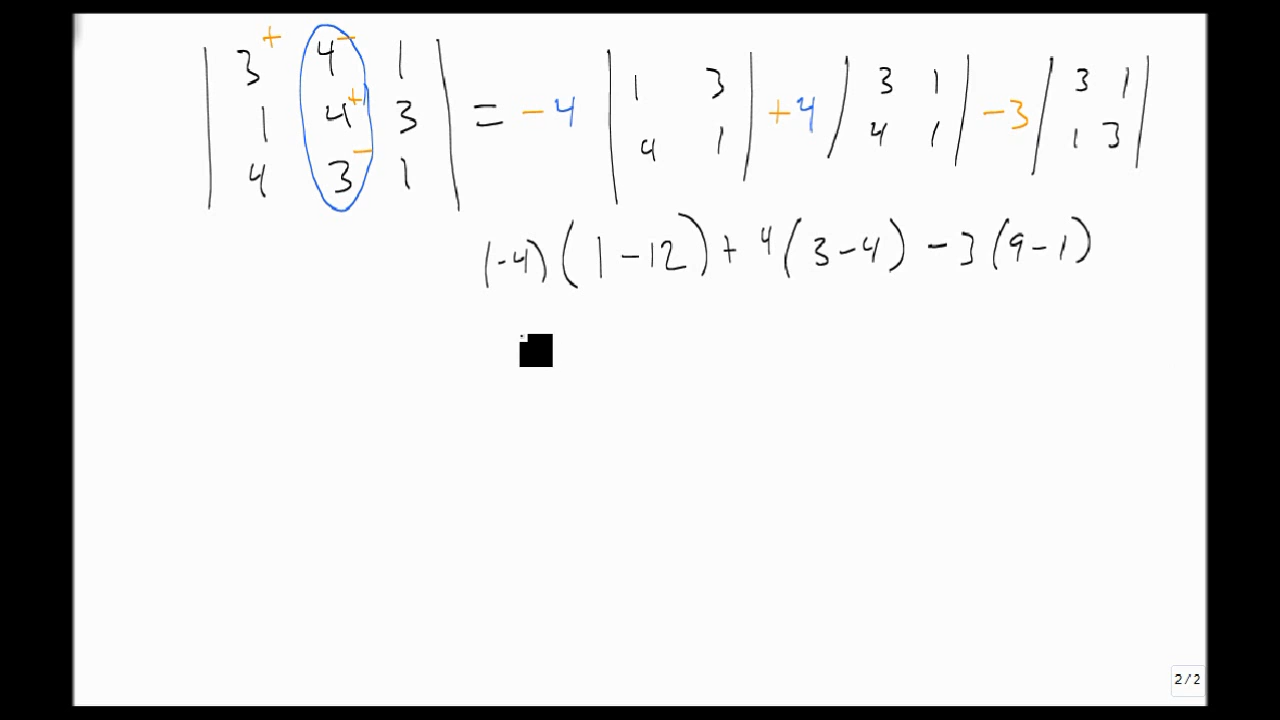 | 3+ 4- 1 |
| 1 4+ 3 | = -4 | 1 3 | +4 | 3 1 | -3 | 3 1 |
| 4 3- 1 | | 4 1 | | 4 1 | | 1 3 |
(-4)(1-12)+4(3-4)-3(9-1)
2/2